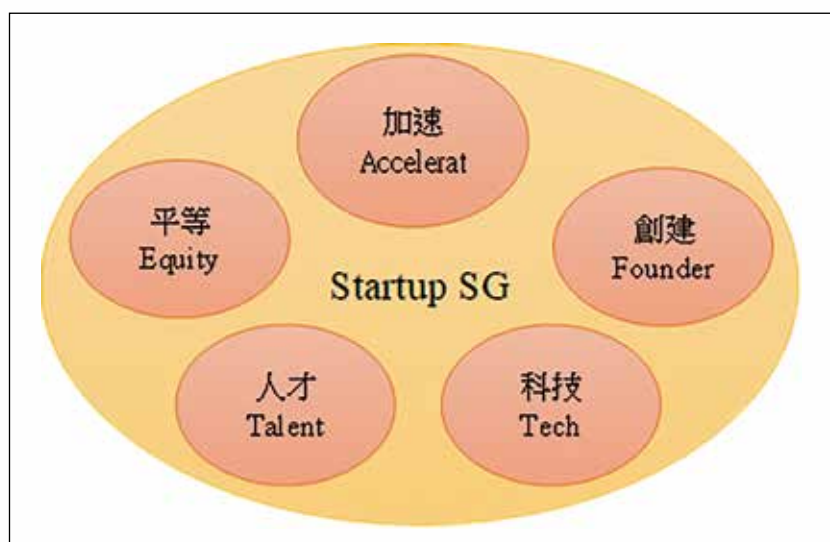 加速
Accelerat
平等
Equity
創建
Founder
Startup SG
人才
Talent
科技
Tech